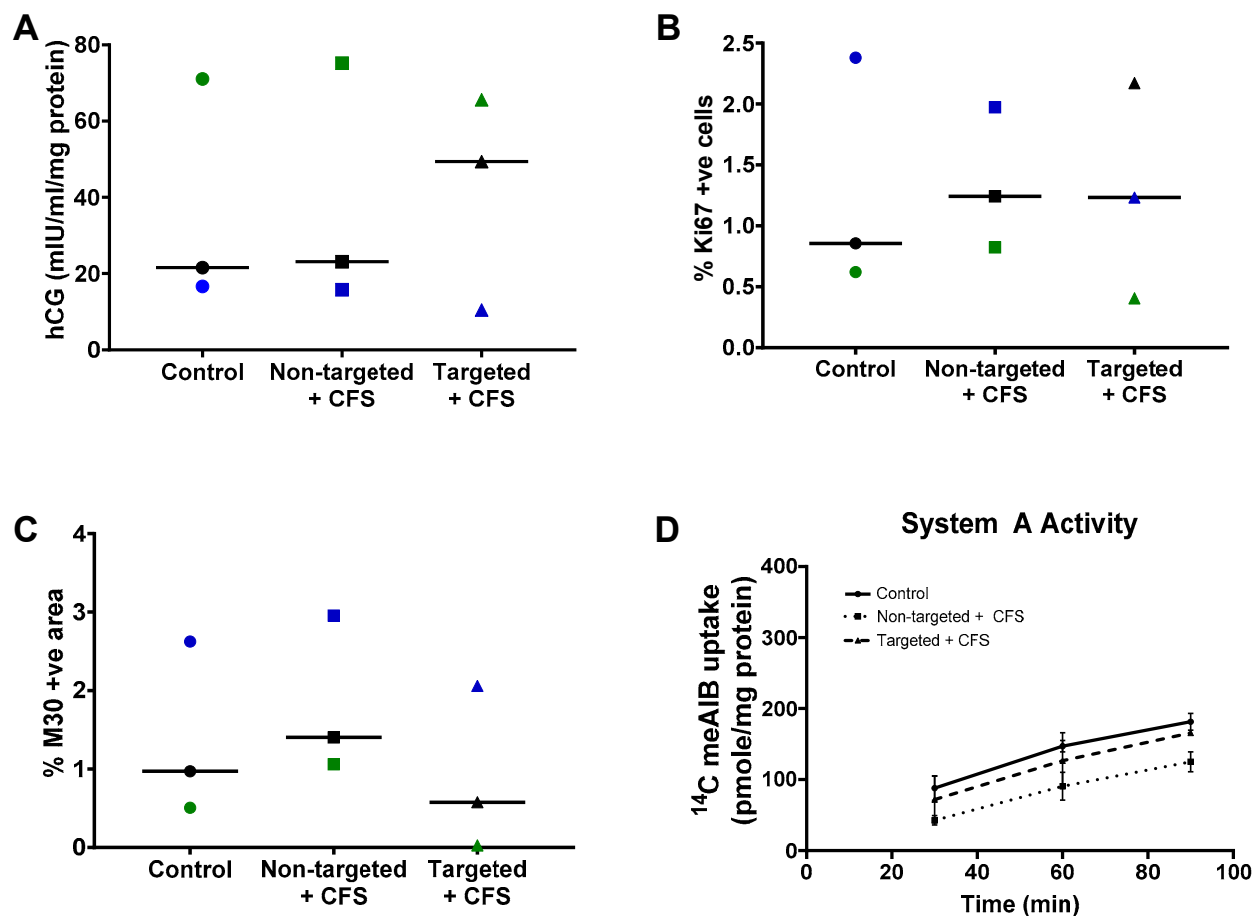 A
hCG (mIU/ml/mg protein)
80
60
40
20
0
Control
Non-targeted
+ CFS
Targeted
+ CFS
B
% Ki67 +ve cells
2.5
2.0
1.5
1.0
0.5
0.0
Control
Non-targeted
+ CFS
Targeted
+ CFS
C
% M30 +ve area
4
3
2
1
0
Control
Non-targeted
+ CFS
Targeted
+ CFS
D
System A Activity
14C meAIB uptake
(pmole/mg protein)
400
300
200
100
0
Control
Non-targeted + CFS
Targeted + CFS
0
20
40
60
80
100
Time (min)